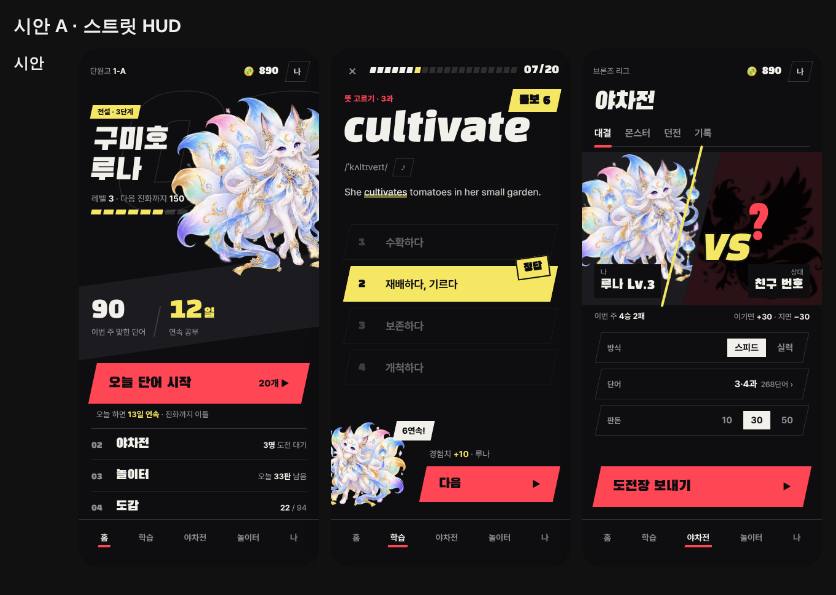 시안 A · 스트릿 HUD
시안
단원고 1-A
890
나
전설 · 3단계
구미호
루나
레벨 3 · 다음 진화까지 150
90
이번 주 맞힌 단어
12일
연속 공부
오늘 단어 시작
20개 ▶
오늘 하면 13일 연속 · 진화까지 이틀
02 야차전 3명 도전 대기
03 놀이터 오늘 33판 남음
04 도감 22 / 94
홈 학습 야차전 놀이터 나
× 07/20
뜻 고르기 · 3과
콤보 6
cultivate
/ˈkʌltɪveɪt/ ♪
She cultivates tomatoes in her small garden.
1 수확하다
정답
2 재배하다, 기르다
3 보존하다
4 개척하다
6연속!
경험치 +10 · 루나
다음 ▶
홈 학습 야차전 놀이터 나
브론즈 리그
890
나
야차전
대결 몬스터 던전 기록
VS
?
나
루나 Lv.3
상대
친구 번호
이번 주 4승 2패
이기면 +30 · 지면 −30
방식 스피드 실력
단어 3·4과 268단어 ›
판돈 10 30 50
도전장 보내기 ▶
홈 학습 야차전 놀이터 나